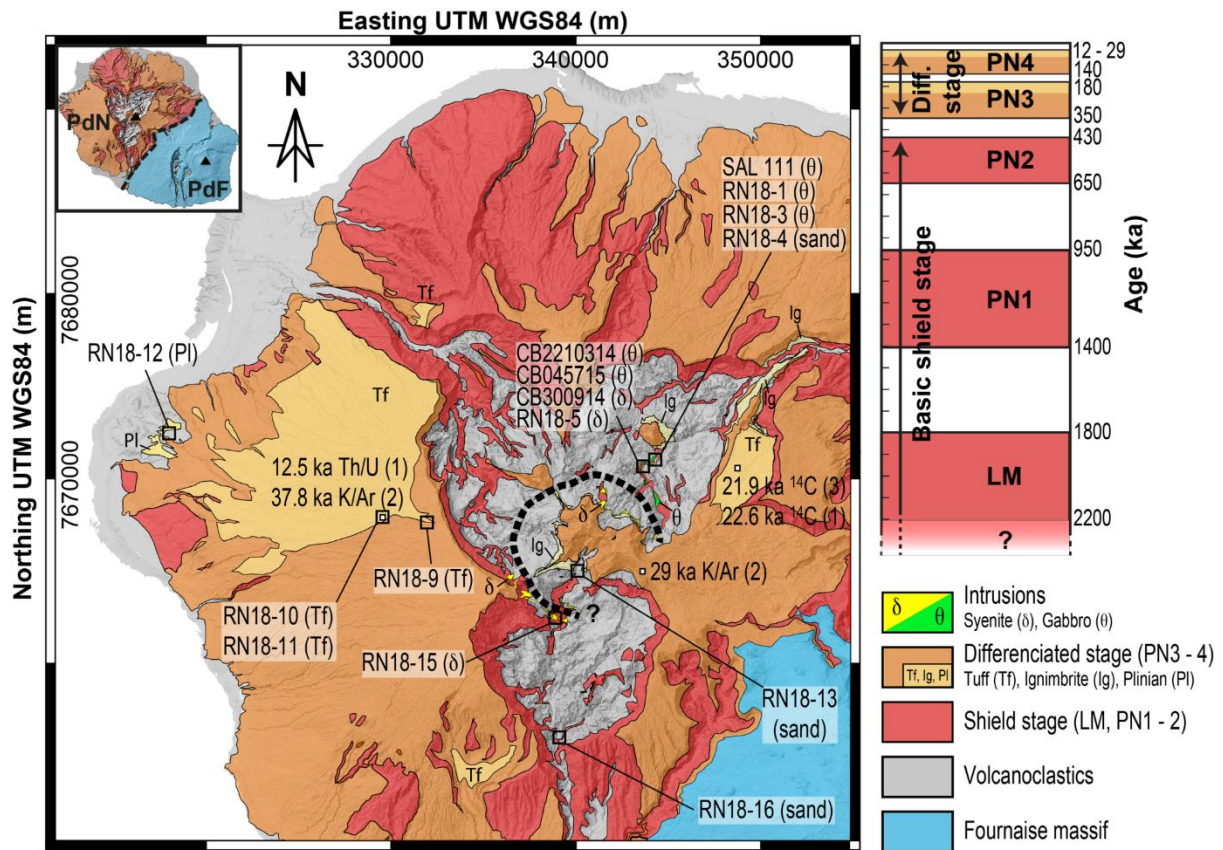 Easting UTM WGS84 (m)
330000
340000
350000
Northing UTM WGS84 (m)
7680000
7670000
PdN
PdF
N
SAL 111 (θ)
RN18-1 (θ)
RN18-3 (θ)
RN18-4 (sand)
Tf
Ig
RN18-12 (Pl)
CB2210314 (θ)
CB045715 (θ)
CB300914 (δ)
RN18-5 (δ)
Tf
Ig
Ig
Pl
Tf
12.5 ka Th/U (1)
37.8 ka K/Ar (2)
21.9 ka ¹⁴C (3)
22.6 ka ¹⁴C (1)
δ
θ
Ig
RN18-9 (Tf)
δ
29 ka K/Ar (2)
RN18-10 (Tf)
RN18-11 (Tf)
?
RN18-15 (δ)
RN18-13
(sand)
Tf
RN18-16 (sand)
12 - 29
PN4
140
Diff.
stage
180
PN3
350
430
PN2
650
950
PN1
1400
1800
LM
2200
?
Basic shield stage
Age (ka)
δ
θ
Intrusions
Syenite (δ), Gabbro (θ)
Tf, Ig, Pl
Differenciated stage (PN3 - 4)
Tuff (Tf), Ignimbrite (Ig), Plinian (Pl)
Shield stage (LM, PN1 - 2)
Volcanoclastics
Fournaise massif